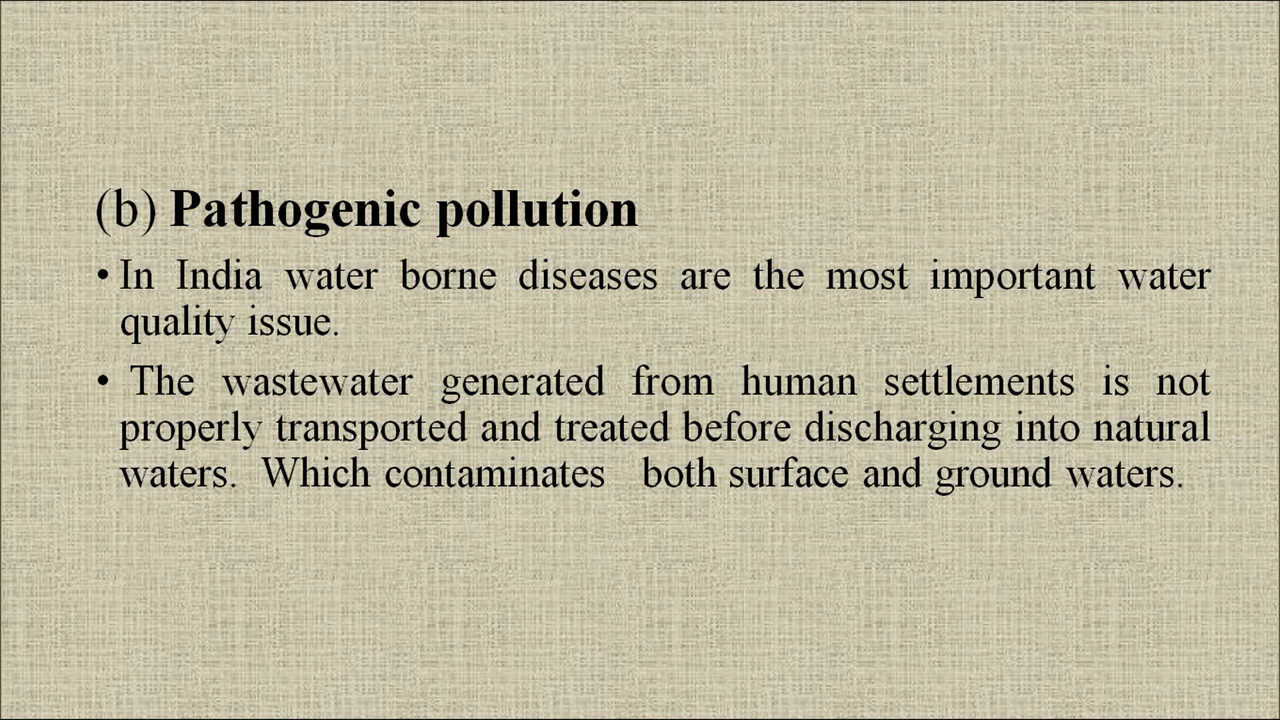 (b) Pathogenic pollution
• In India water borne diseases are the most important water
quality issue.
• The wastewater generated from human settlements is not
properly transported and treated before discharging into natural
waters. Which contaminates both surface and ground waters.